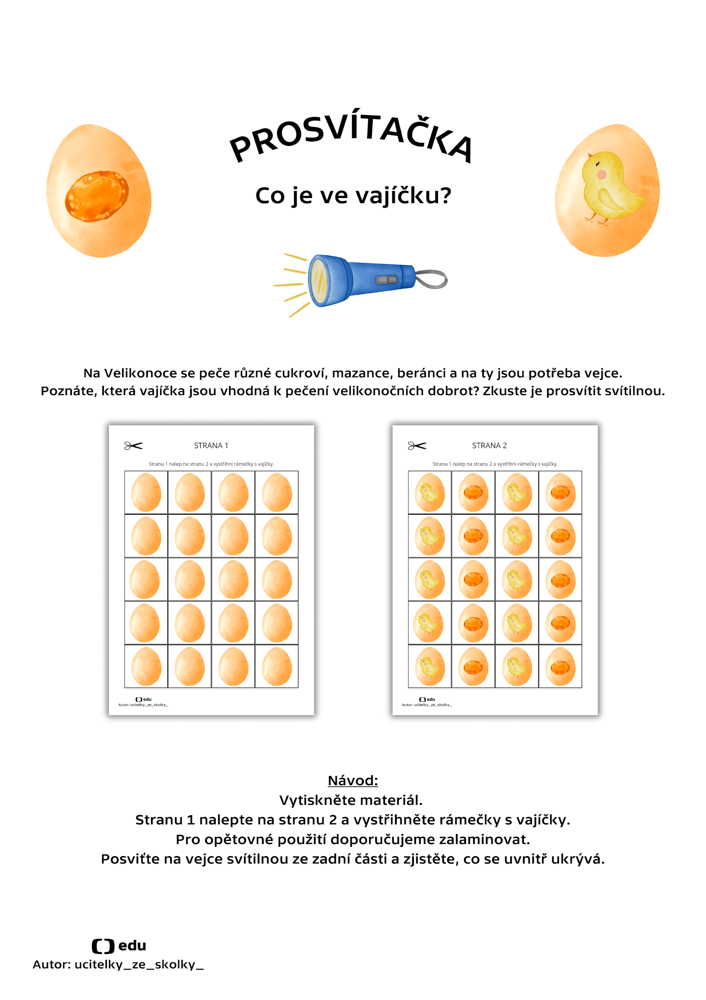 PROSVÍTAČKA
Co je ve vajíčku?
Na Velikonoce se peče různé cukroví, mazance, beránci a na ty jsou potřeba vejce.
Poznáte, která vajíčka jsou vhodná k pečení velikonočních dobrot? Zkuste je prosvítit svítilnou.
STRANA 1
Stranu 1 nalep na stranu 2 a vystřihni rámečky s vajíčky.
edu
Autor: ucitelky_ze_skolky_
STRANA 2
Stranu 1 nalep na stranu 2 a vystřihni rámečky s vajíčky.
edu
Autor: ucitelky_ze_skolky_
Návod:
Vytiskněte materiál.
Stranu 1 nalepte na stranu 2 a vystřihněte rámečky s vajíčky.
Pro opětovné použití doporučujeme zalaminovat.
Posviťte na vejce svítilnou ze zadní části a zjistěte, co se uvnitř ukrývá.
edu
Autor: ucitelky_ze_skolky_